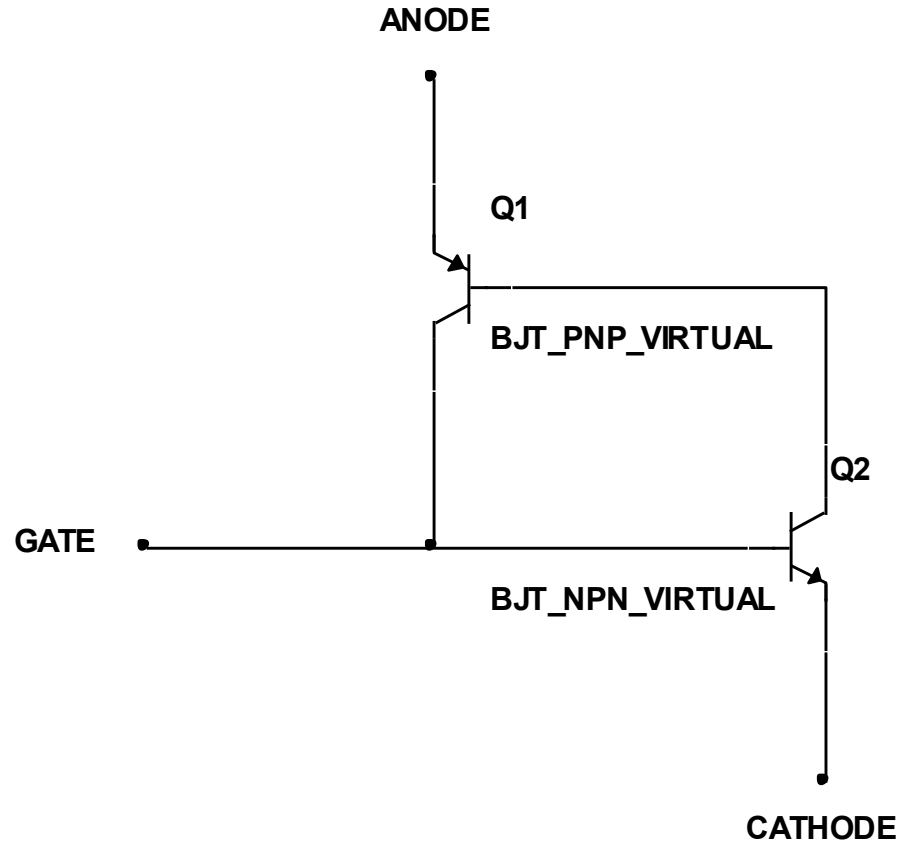 ANODE
Q1
BJT_PNP_VIRTUAL
Q2
GATE
BJT_NPN_VIRTUAL
CATHODE